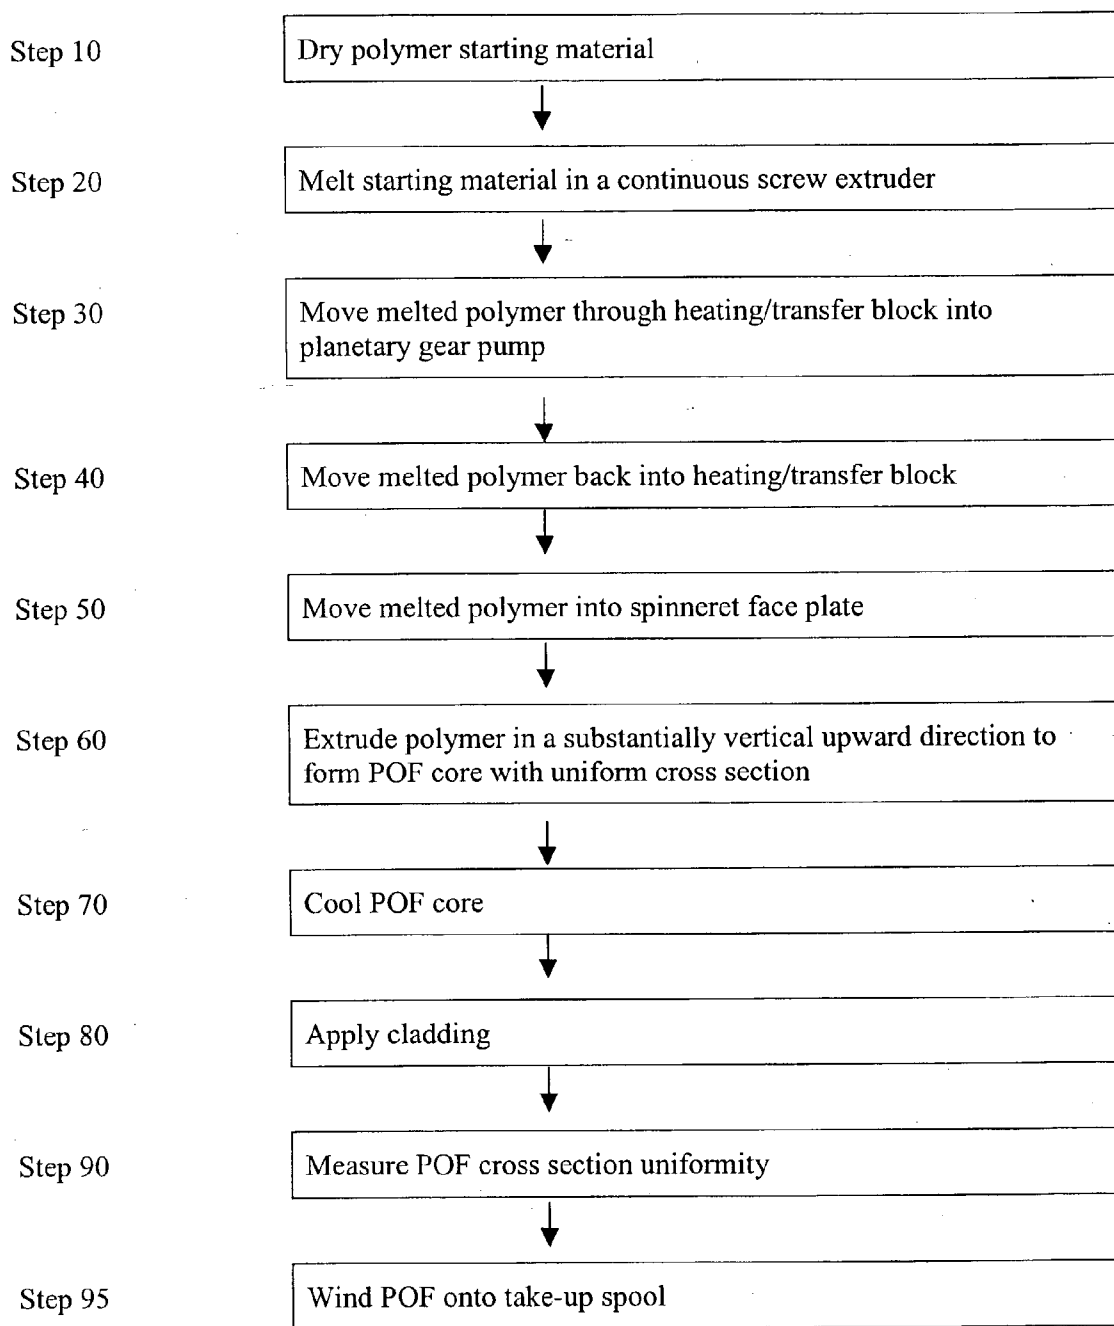 Step 10
Dry polymer starting material
Step 20
Melt starting material in a continuous screw extruder
Step 30
Move melted polymer through heating/transfer block into
planetary gear pump
Step 40
Move melted polymer back into heating/transfer block
Step 50
Move melted polymer into spinneret face plate
Step 60
Extrude polymer in a substantially vertical upward direction to
form POF core with uniform cross section
Step 70
Cool POF core
Step 80
Apply cladding
Step 90
Measure POF cross section uniformity
Step 95
Wind POF onto take-up spool